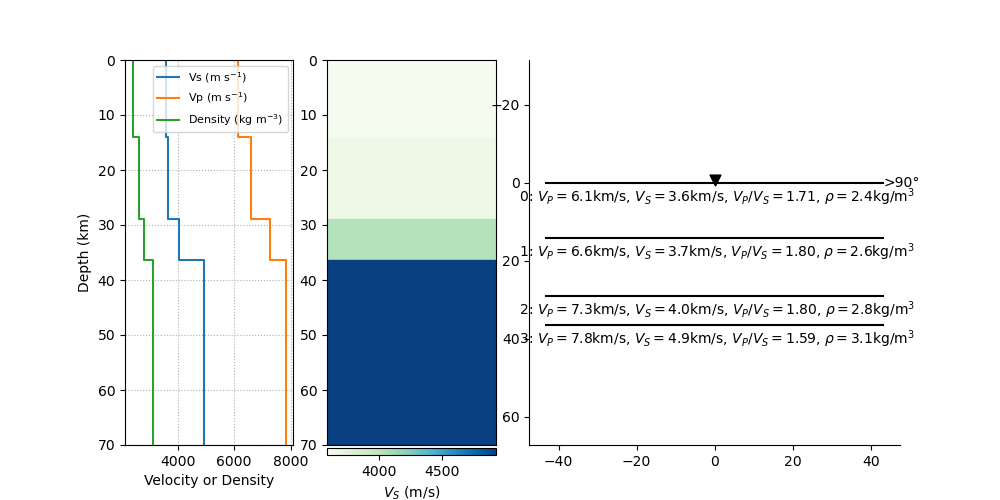 0
10
20
30
40
50
60
70
Depth (km)
4000 6000 8000
Velocity or Density
Vs (m s⁻¹)
Vp (m s⁻¹)
Density (kg m⁻³)
0
10
20
30
40
50
60
70
4000 4500
V_S (m/s)
−20
0
20
40
60
−40 −20 0 20 40
>90°
0: V_P = 6.1km/s, V_S = 3.6km/s, V_P/V_S = 1.71, ρ = 2.4kg/m³
1: V_P = 6.6km/s, V_S = 3.7km/s, V_P/V_S = 1.80, ρ = 2.6kg/m³
2: V_P = 7.3km/s, V_S = 4.0km/s, V_P/V_S = 1.80, ρ = 2.8kg/m³
3: V_P = 7.8km/s, V_S = 4.9km/s, V_P/V_S = 1.59, ρ = 3.1kg/m³